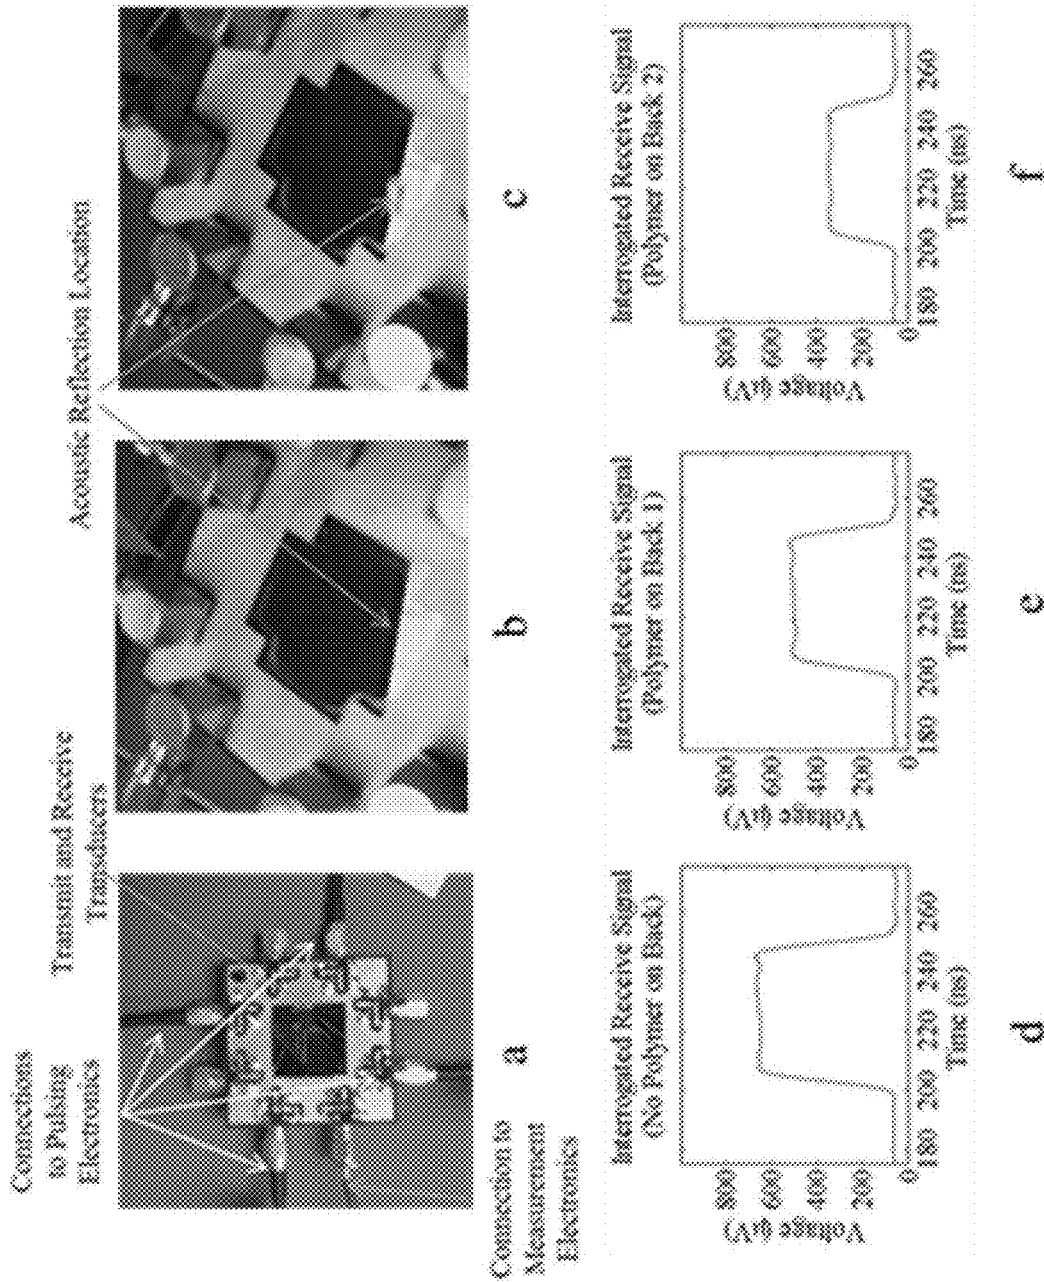 Connections
to Pulsing
Electronics
Transmit and Receive
Transducers
Acoustic Reflection Location
Connection to
Measurement
Electronics
a
b
c
Interrogated Receive Signal
(No Polymer on Back)
Voltage (μV)
800
600
400
200
0
180 200 220 240 260
Time (ns)
d
Interrogated Receive Signal
(Polymer on Back 1)
Voltage (μV)
800
600
400
200
0
180 200 220 240 260
Time (ns)
e
Interrogated Receive Signal
(Polymer on Back 2)
Voltage (μV)
800
600
400
200
0
180 200 220 240 260
Time (ns)
f